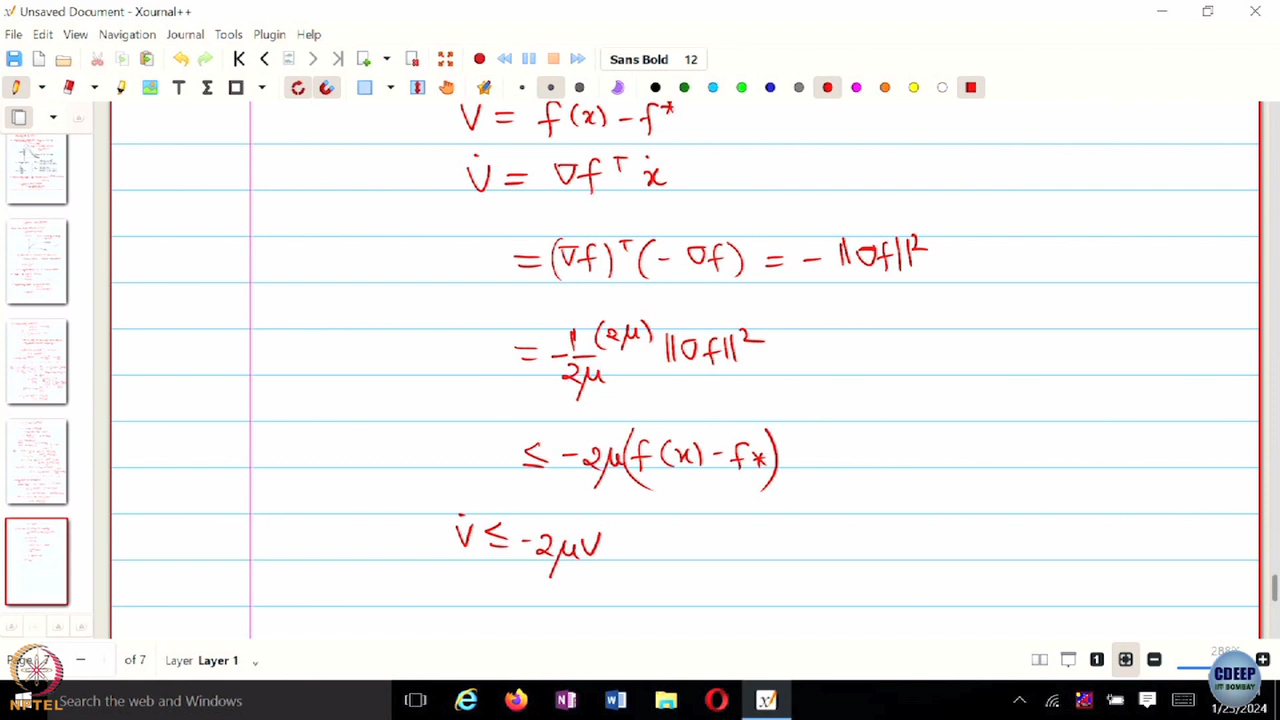 Unsaved Document - Xournal++
File Edit View Navigation Journal Tools Plugin Help
Sans Bold 12
V = f(x) - f*
V̇ = ∇f ᵀ ẋ
= (∇f)ᵀ (- ∇f) = - ||∇f||²
= - 1/2μ (2μ) ||∇f||²
≤ -2μ(f(x) - f*)
V̇ ≤ -2μV
of 7 Layer Layer 1
288%
NPTEL
Search the web and Windows
CDEEP
IIT BOMBAY
1/25/2024